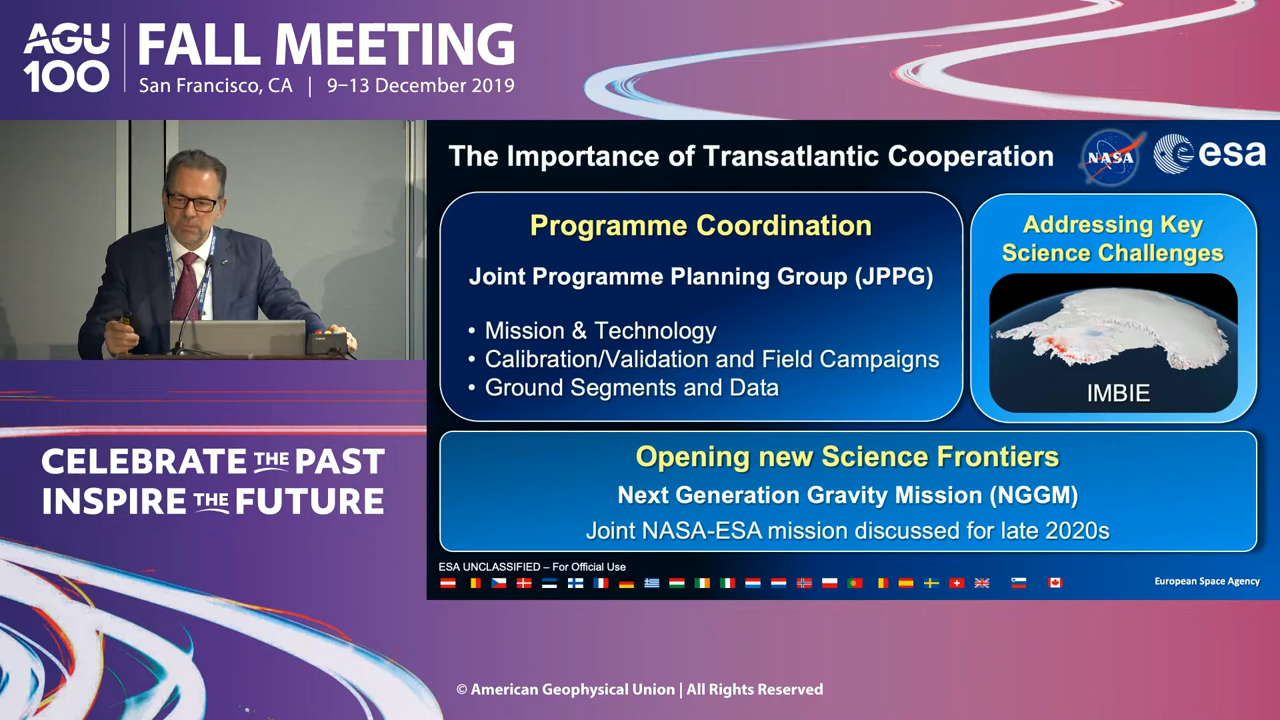 AGU
100
FALL MEETING
San Francisco, CA | 9–13 December 2019
The Importance of Transatlantic Cooperation
NASA
esa
Programme Coordination
Joint Programme Planning Group (JPPG)
• Mission & Technology
• Calibration/Validation and Field Campaigns
• Ground Segments and Data
Addressing Key
Science Challenges
IMBIE
Opening new Science Frontiers
Next Generation Gravity Mission (NGGM)
Joint NASA-ESA mission discussed for late 2020s
ESA UNCLASSIFIED – For Official Use
European Space Agency
CELEBRATE THE PAST
INSPIRE THE FUTURE
© American Geophysical Union | All Rights Reserved